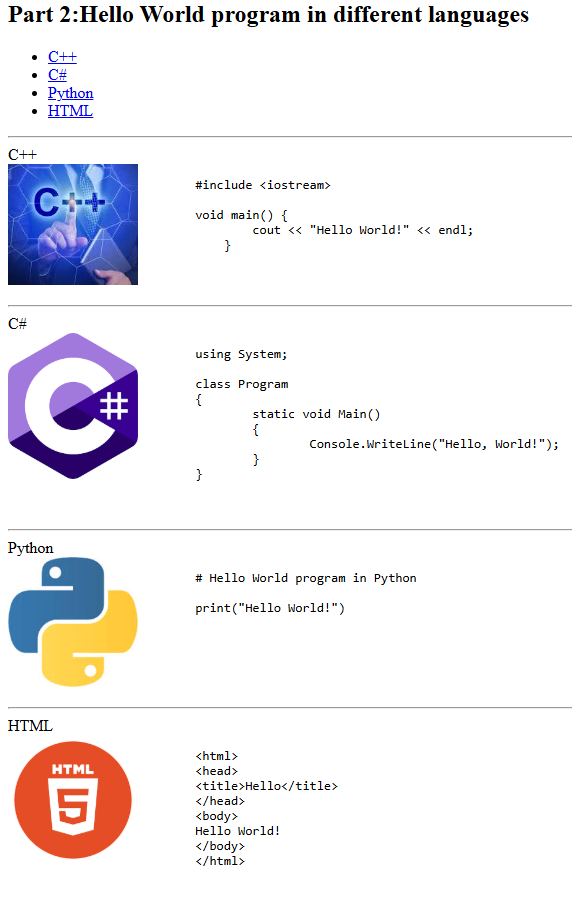 Part 2:Hello World program in different languages
C++
C#
Python
HTML
C++
C++
#include <iostream>
void main() {
        cout << "Hello World!" << endl;
    }
C#
C#
using System;
class Program
{
        static void Main()
        {
                Console.WriteLine("Hello, World!");
        }
}
Python
# Hello World program in Python
print("Hello World!")
HTML
HTML
5
<html>
<head>
<title>Hello</title>
</head>
<body>
Hello World!
</body>
</html>